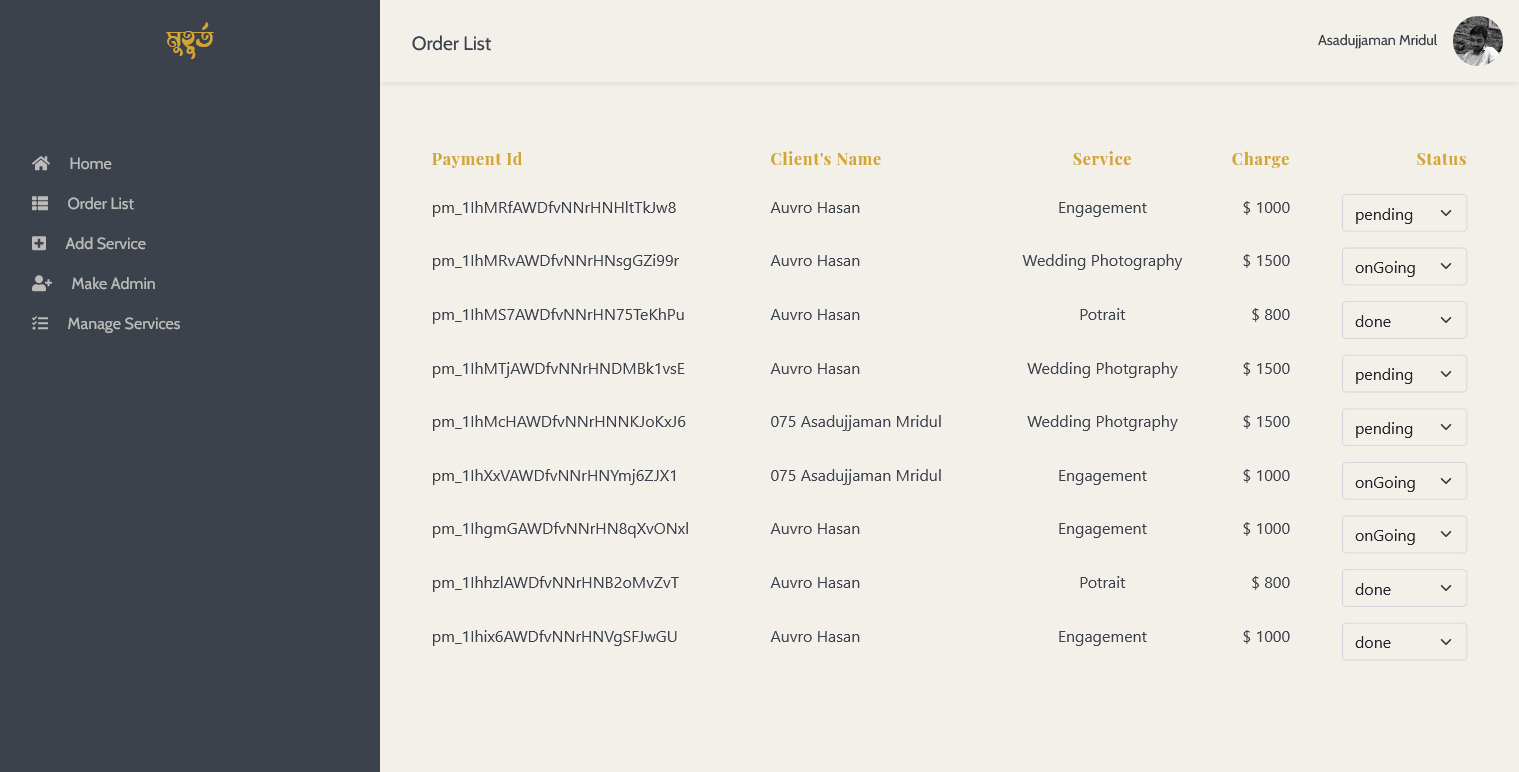 মুহূর্ত
Order List
Asadujjaman Mridul
Home
Order List
Add Service
Make Admin
Manage Services
Payment Id Client's Name Service Charge Status
pm_1IhMRfAWDfvNNrHNHltTkJw8 Auvro Hasan Engagement $ 1000 pending
pm_1IhMRvAWDfvNNrHNsgGZi99r Auvro Hasan Wedding Photography $ 1500 onGoing
pm_1IhMS7AWDfvNNrHN75TeKhPu Auvro Hasan Potrait $ 800 done
pm_1IhMTjAWDfvNNrHNDMBk1vsE Auvro Hasan Wedding Photgraphy $ 1500 pending
pm_1IhMcHAWDfvNNrHNNKJoKxJ6 075 Asadujjaman Mridul Wedding Photgraphy $ 1500 pending
pm_1IhXxVAWDfvNNrHNYmj6ZJX1 075 Asadujjaman Mridul Engagement $ 1000 onGoing
pm_1IhgmGAWDfvNNrHN8qXvONxl Auvro Hasan Engagement $ 1000 onGoing
pm_1IhhzlAWDfvNNrHNB2oMvZvT Auvro Hasan Potrait $ 800 done
pm_1Ihix6AWDfvNNrHNVgSFJwGU Auvro Hasan Engagement $ 1000 done